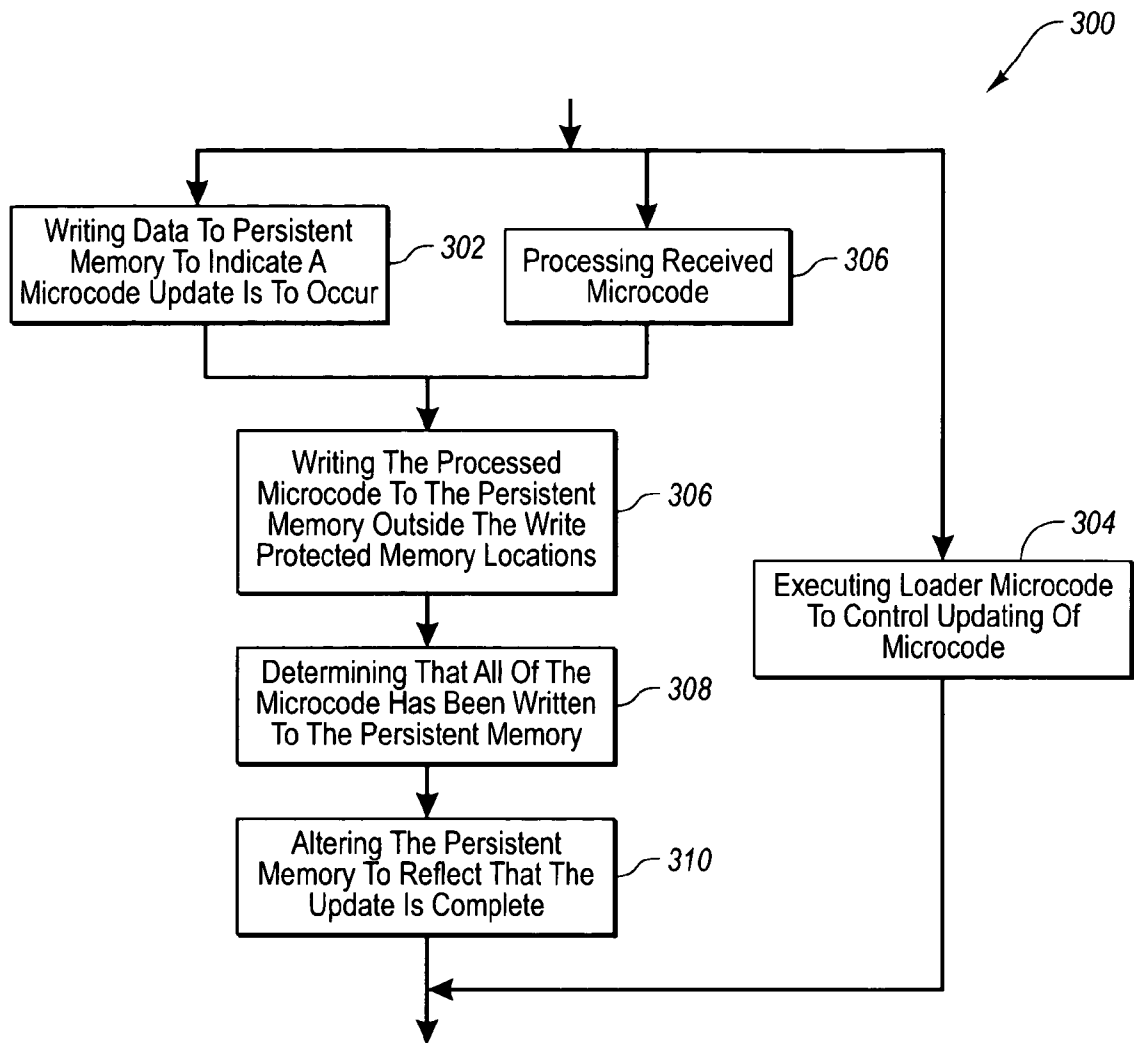 300
Writing Data To Persistent
Memory To Indicate A
Microcode Update Is To Occur
302
Processing Received
Microcode
306
Writing The Processed
Microcode To The Persistent
Memory Outside The Write
Protected Memory Locations
306
304
Executing Loader Microcode
To Control Updating Of
Microcode
Determining That All Of The
Microcode Has Been Written
To The Persistent Memory
308
Altering The Persistent
Memory To Reflect That The
Update Is Complete
310